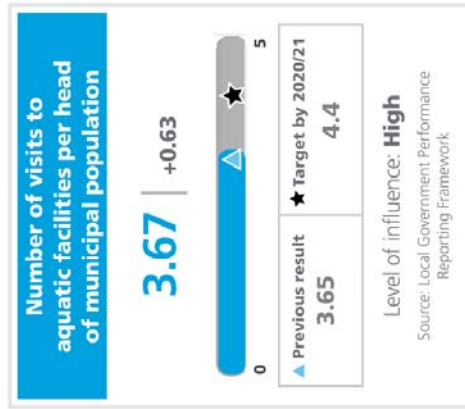 Number of visits to
aquatic facilities per head
of municipal population
3.67 | +0.63
0 5
Previous result
3.65
Target by 2020/21
4.4
Level of influence: High
Source: Local Government Performance
Reporting Framework